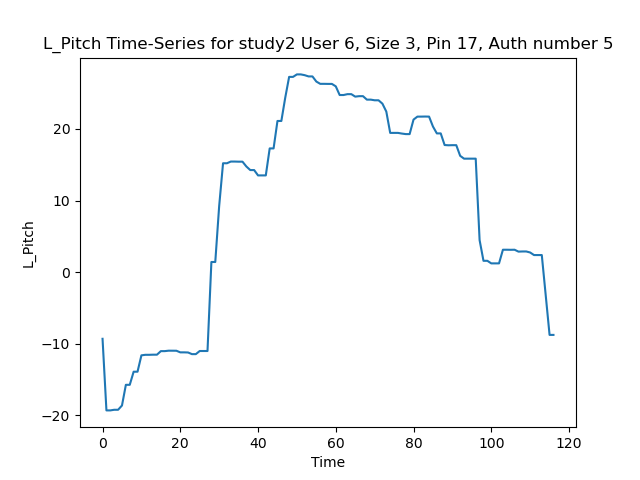 L_Pitch Time-Series for study2 User 6, Size 3, Pin 17, Auth number 5
L_Pitch
20
10
0
−10
−20
0 20 40 60 80 100 120
Time